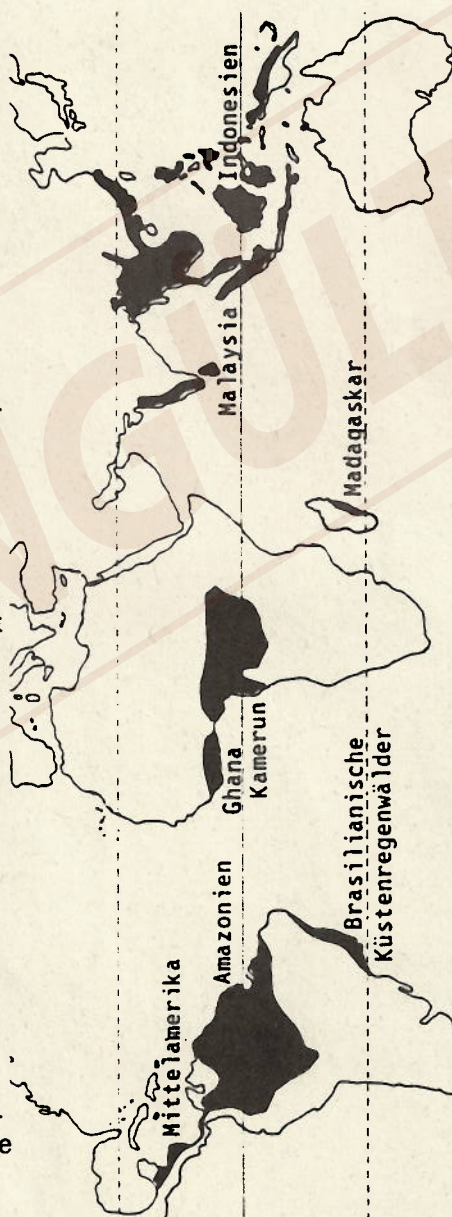 e
Mittelamerika
Amazonien
Brasilianische
Küstenregenwälder
Ghana
Kamerun
Madagaskar
Malaysia
Indonesien